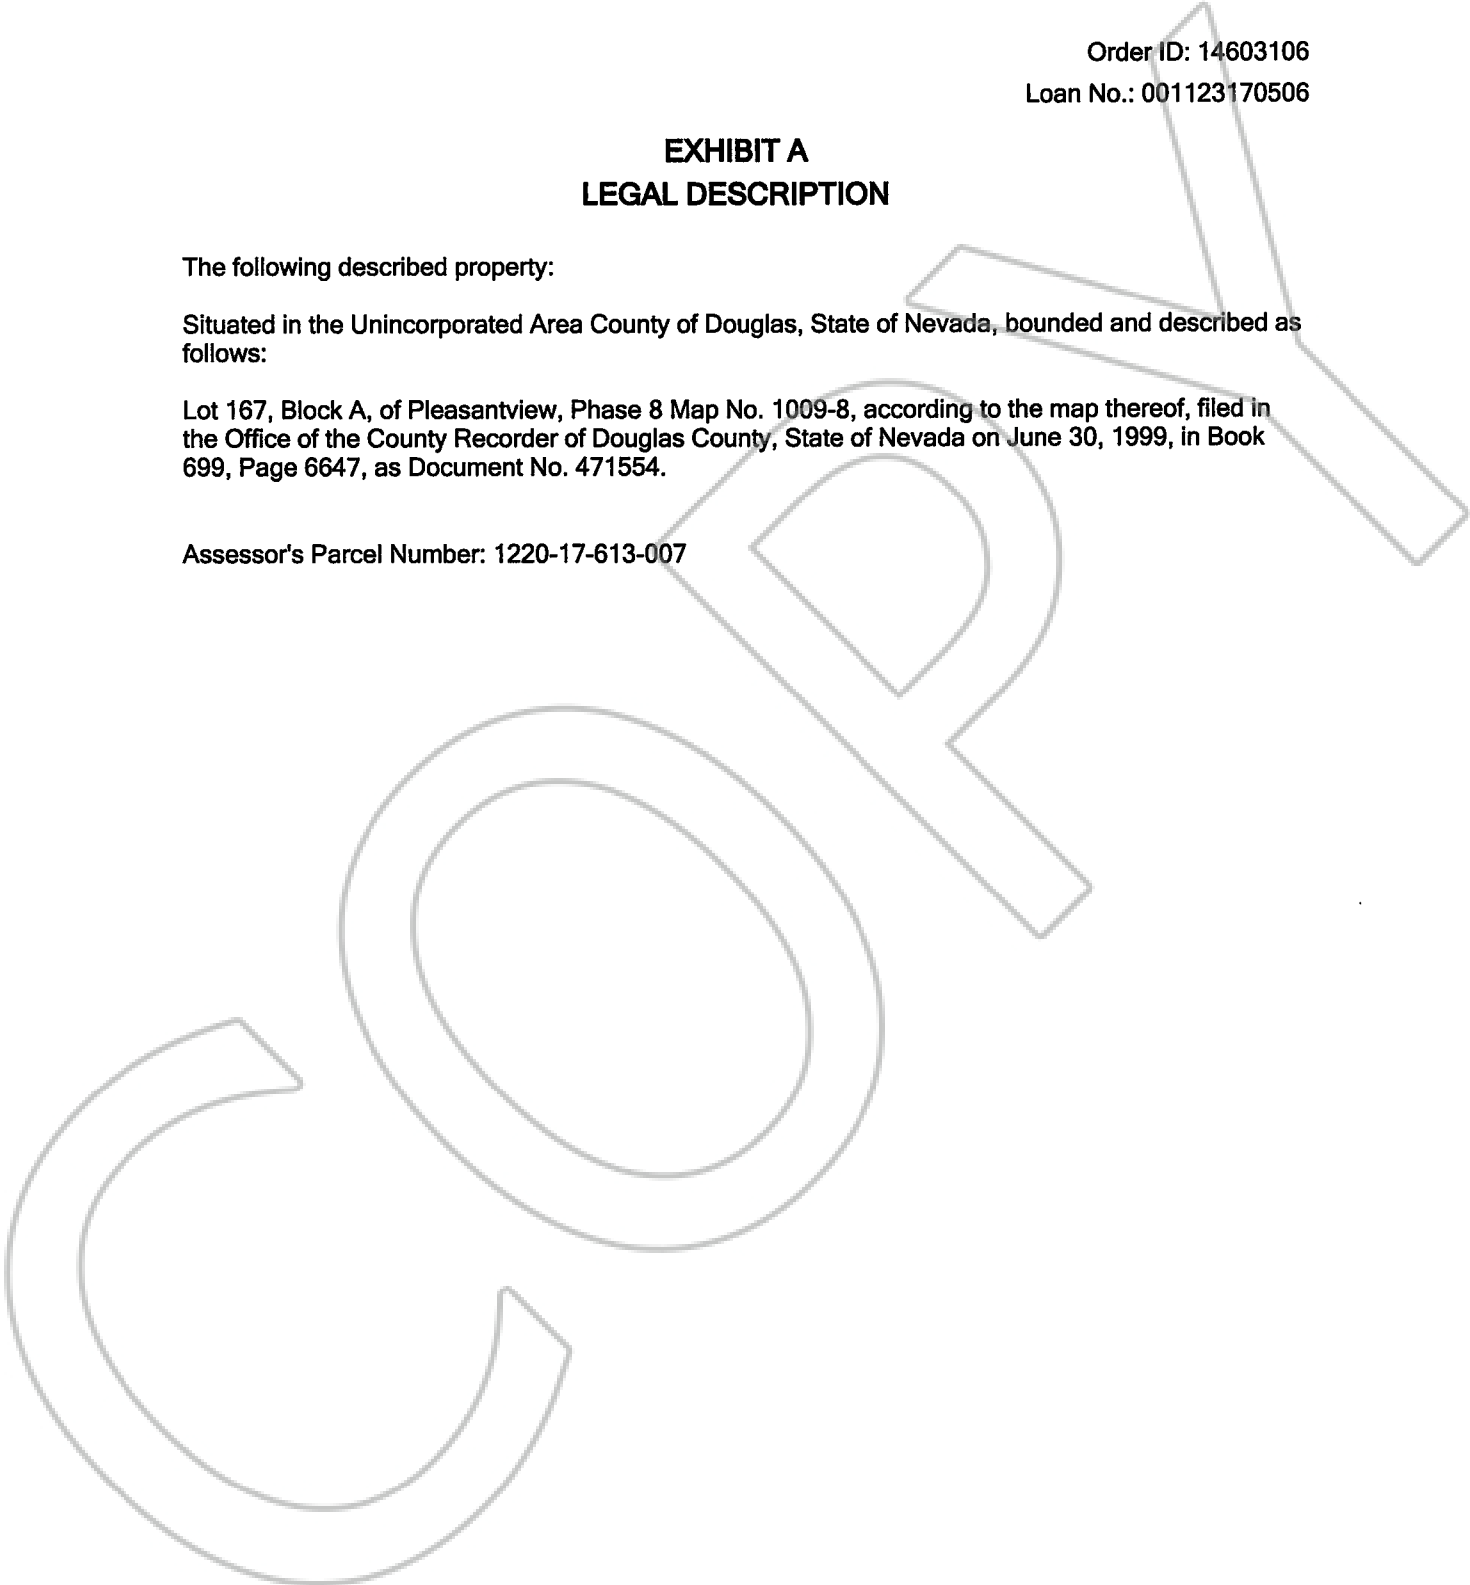 Order ID: 14603106
Loan No.: 001123170506
EXHIBIT A
LEGAL DESCRIPTION
The following described property:
Situated in the Unincorporated Area County of Douglas, State of Nevada, bounded and described as
follows:
Lot 167, Block A, of Pleasantview, Phase 8 Map No. 1009-8, according to the map thereof, filed in
the Office of the County Recorder of Douglas County, State of Nevada on June 30, 1999, in Book
699, Page 6647, as Document No. 471554.
Assessor's Parcel Number: 1220-17-613-007
COPY